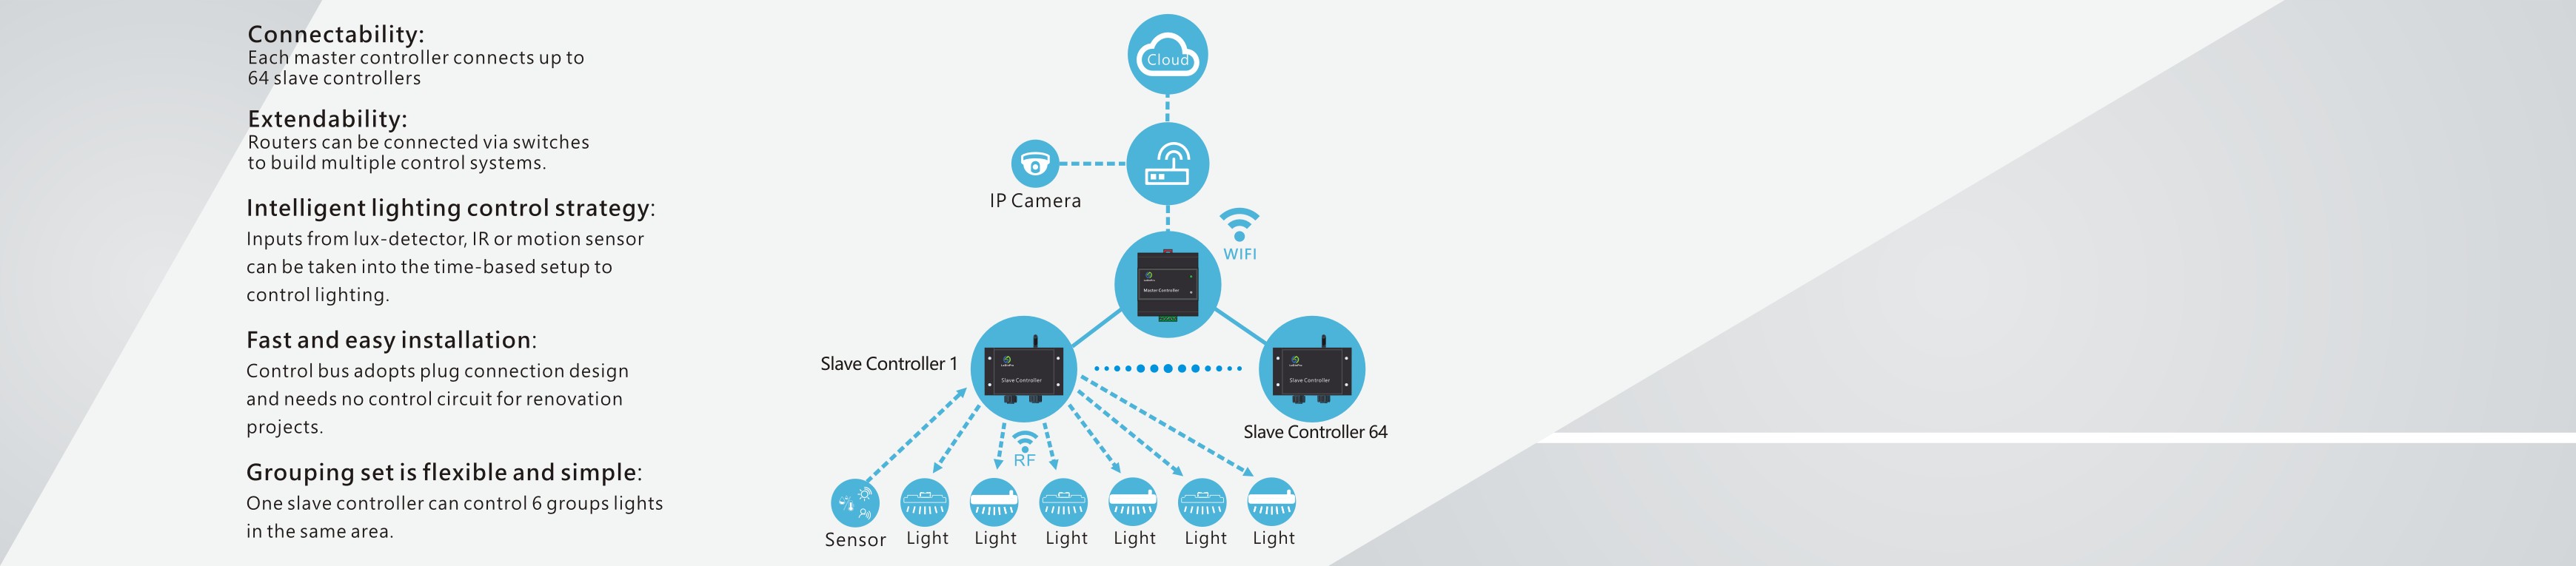 Connectability:
Each master controller connects up to
64 slave controllers
Extendability:
Routers can be connected via switches
to build multiple control systems.
Intelligent lighting control strategy:
Inputs from lux-detector, IR or motion sensor
can be taken into the time-based setup to
control lighting.
Fast and easy installation:
Control bus adopts plug connection design
and needs no control circuit for renovation
projects.
Grouping set is flexible and simple:
One slave controller can control 6 groups lights
in the same area.
Cloud
IP Camera
WIFI
Master Controller
Slave Controller 1
Slave Controller
Slave Controller
Slave Controller 64
RF
Sensor
Light
Light
Light
Light
Light
Light